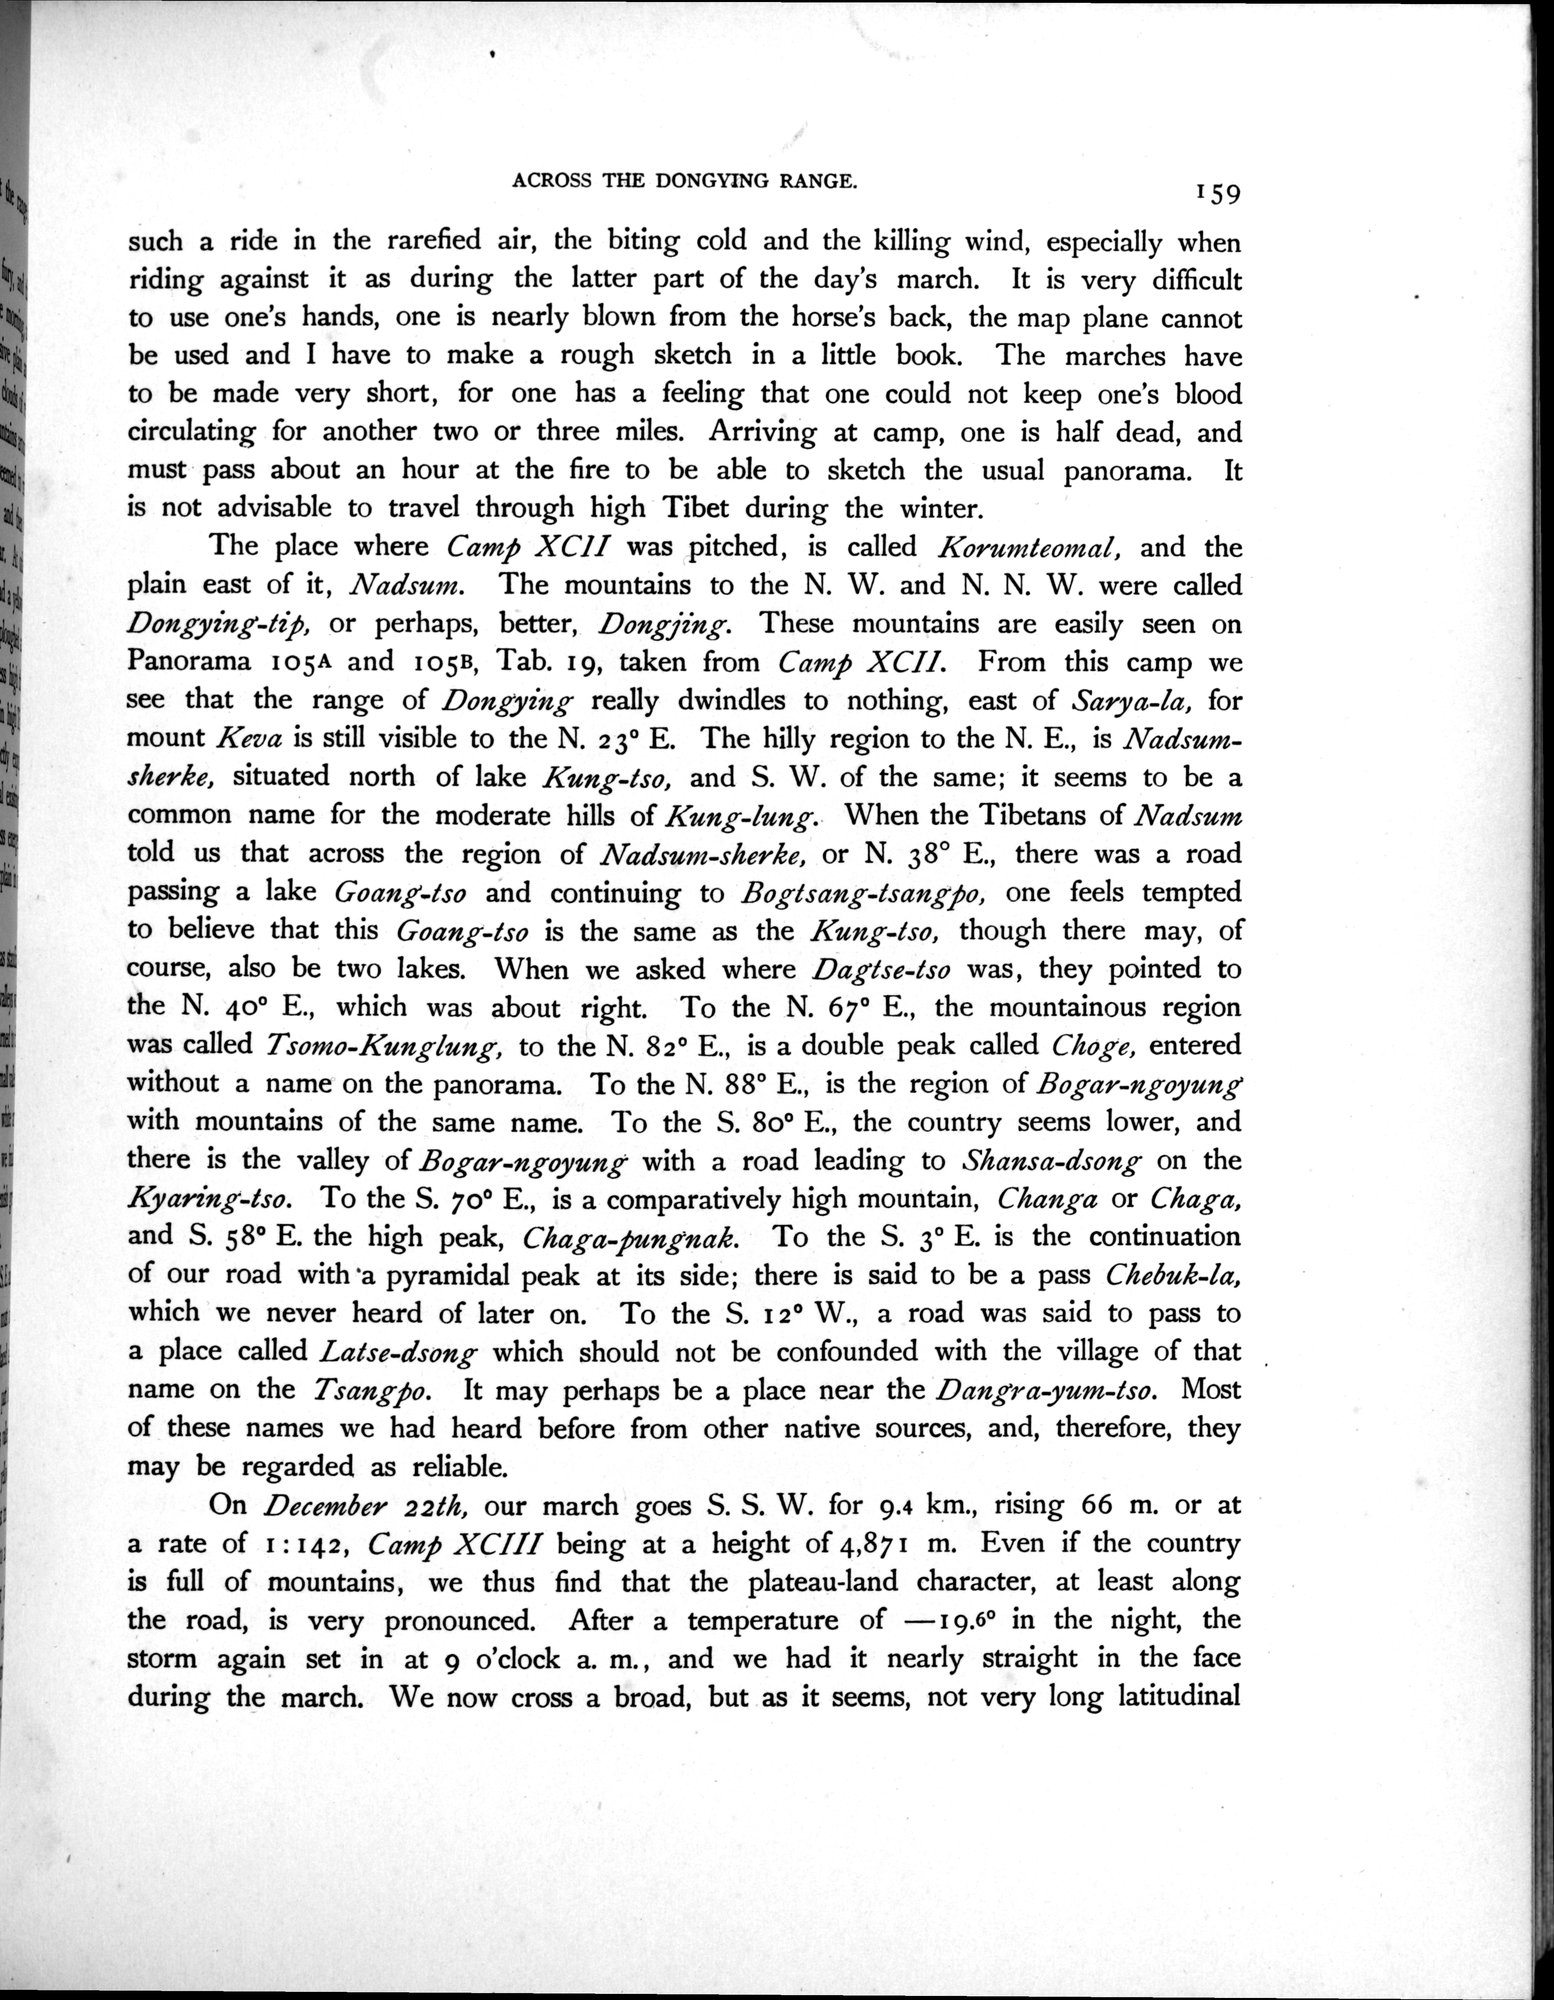 ACROSS THE DONGYING RANGE.
159
such a ride in the rarefied air, the biting cold and the killing wind, especially when
riding against it as during the latter part of the day's march. It is very difficult
to use one's hands, one is nearly blown from the horse's back, the map plane cannot
be used and I have to make a rough sketch in a little book. The marches have
to be made very short, for one has a feeling that one could not keep one's blood
circulating for another two or three miles. Arriving at camp, one is half dead, and
must pass about an hour at the fire to be able to sketch the usual panorama. It
is not advisable to travel through high Tibet during the winter.
The place where Camp XCII was pitched, is called Korumteomal, and the
plain east of it, Nadsum. The mountains to the N. W. and N. N. W. were called
Dongying-tip, or perhaps, better, Dongjing. These mountains are easily seen on
Panorama 105A and 105B, Tab. 19, taken from Camp XCII. From this camp we
see that the range of Dongying really dwindles to nothing, east of Sarya-la, for
mount Keva is still visible to the N. 23° E. The hilly region to the N. E., is Nadsum-
sherke, situated north of lake Kung-tso, and S. W. of the same; it seems to be a
common name for the moderate hills of Kung-lung. When the Tibetans of Nadsum
told us that across the region of Nadsum-sherke, or N. 38° E., there was a road
passing a lake Goang-tso and continuing to Bogtsang-tsangpo, one feels tempted
to believe that this Goang-tso is the same as the Kung-tso, though there may, of
course, also be two lakes. When we asked where Dagtse-tso was, they pointed to
the N. 40° E., which was about right. To the N. 67° E., the mountainous region
was called Tsomo-Kunglung, to the N. 82° E., is a double peak called Choge, entered
without a name on the panorama. To the N. 88° E., is the region of Bogar-ngoyung
with mountains of the same name. To the S. 80° E., the country seems lower, and
there is the valley of Bogar-ngoyung with a road leading to Shansa-dsong on the
Kyaring-tso. To the S. 70° E., is a comparatively high mountain, Changa or Chaga,
and S. 58° E. the high peak, Chaga-pungnak. To the S. 3° E. is the continuation
of our road with a pyramidal peak at its side; there is said to be a pass Chebuk-la,
which we never heard of later on. To the S. 12° W., a road was said to pass to
a place called Latse-dsong which should not be confounded with the village of that
name on the Tsangpo. It may perhaps be a place near the Dangra-yum-tso. Most
of these names we had heard before from other native sources, and, therefore, they
may be regarded as reliable.
On December 22th, our march goes S. S. W. for 9.4 km., rising 66 m. or at
a rate of 1:142, Camp XCIII being at a height of 4,871 m. Even if the country
is full of mountains, we thus find that the plateau-land character, at least along
the road, is very pronounced. After a temperature of —19.6° in the night, the
storm again set in at 9 o'clock a. m., and we had it nearly straight in the face
during the march. We now cross a broad, but as it seems, not very long latitudinal